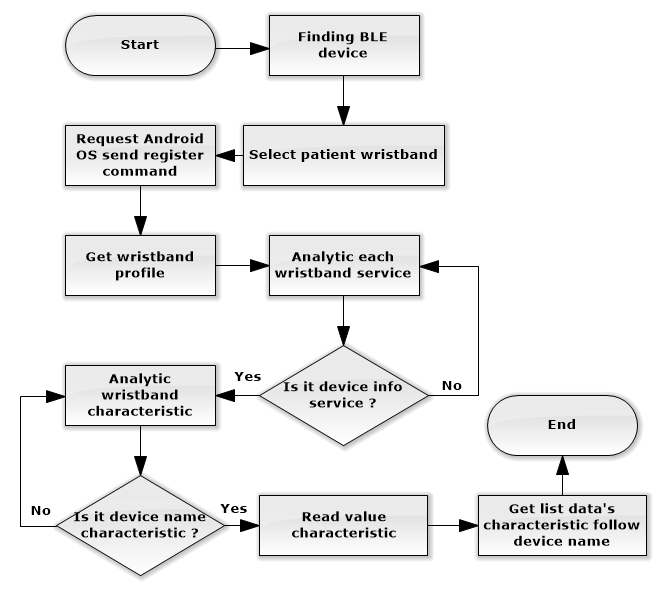 Start
Finding BLE
device
Select patient wristband
Request Android
OS send register
command
Get wristband
profile
Analytic each
wristband service
Is it device info
service ?
Yes
No
Analytic
wristband
characteristic
Is it device name
characteristic ?
No
Yes
Read value
characteristic
Get list data's
characteristic follow
device name
End